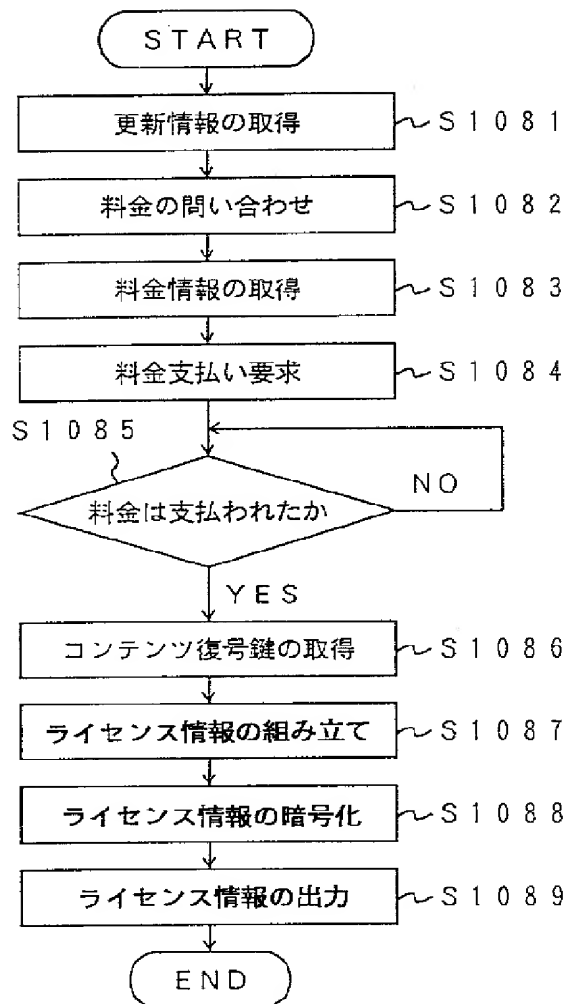 START
更新情報の取得 S1081
料金の問い合わせ S1082
料金情報の取得 S1083
料金支払い要求 S1084
S1085
料金は支払われたか NO
YES
コンテンツ復号鍵の取得 S1086
ライセンス情報の組み立て S1087
ライセンス情報の暗号化 S1088
ライセンス情報の出力 S1089
END